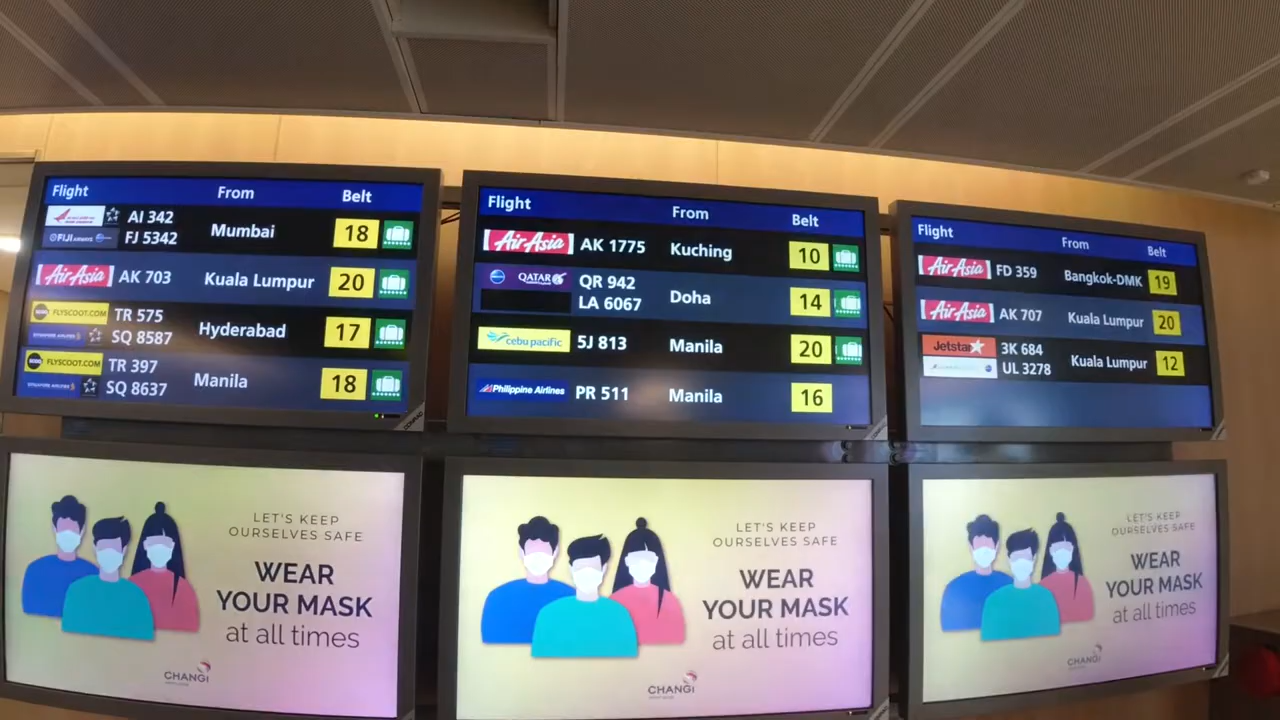 Flight From Belt
AI 342
FJ 5342 Mumbai 18
FIJI AIRWAYS
AirAsia AK 703 Kuala Lumpur 20
FLYSCOOT.COM TR 575
SINGAPORE AIRLINES SQ 8587 Hyderabad 17
FLYSCOOT.COM TR 397
SINGAPORE AIRLINES SQ 8637 Manila 18
Flight From Belt
AirAsia AK 1775 Kuching 10
QATAR QR 942
LA 6067 Doha 14
cebu pacific 5J 813 Manila 20
Philippine Airlines PR 511 Manila 16
Flight From Belt
AirAsia FD 359 Bangkok-DMK 19
AirAsia AK 707 Kuala Lumpur 20
Jetstar 3K 684
UL 3278 Kuala Lumpur 12
LET'S KEEP
OURSELVES SAFE
WEAR
YOUR MASK
at all times
CHANGI
LET'S KEEP
OURSELVES SAFE
WEAR
YOUR MASK
at all times
CHANGI
LET'S KEEP
OURSELVES SAFE
WEAR
YOUR MASK
at all times
CHANGI